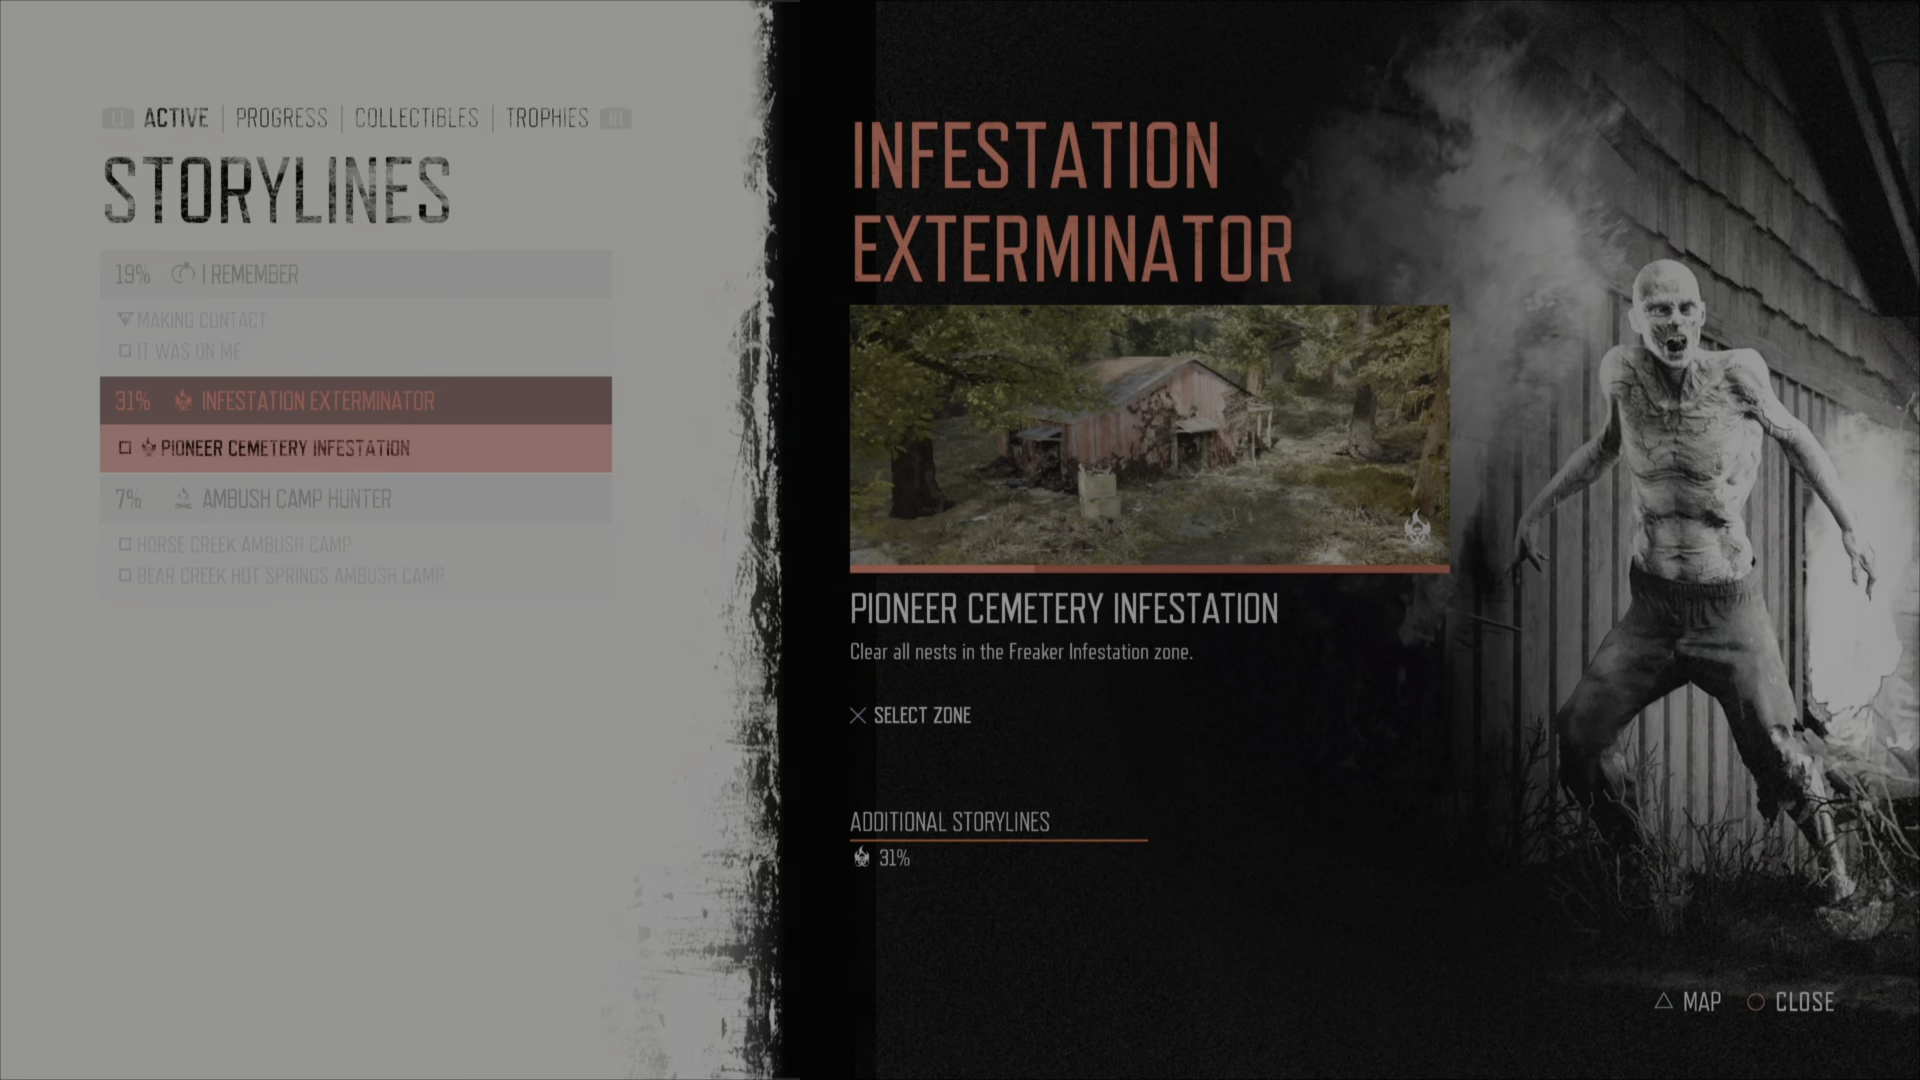 L1 ACTIVE | PROGRESS | COLLECTIBLES | TROPHIES R1
STORYLINES
19% I REMEMBER
MAKING CONTACT
IT WAS ON ME
31% INFESTATION EXTERMINATOR
PIONEER CEMETERY INFESTATION
7% AMBUSH CAMP HUNTER
HORSE CREEK AMBUSH CAMP
BEAR CREEK HOT SPRINGS AMBUSH CAMP
INFESTATION
EXTERMINATOR
PIONEER CEMETERY INFESTATION
Clear all nests in the Freaker Infestation zone.
SELECT ZONE
ADDITIONAL STORYLINES
31%
MAP CLOSE